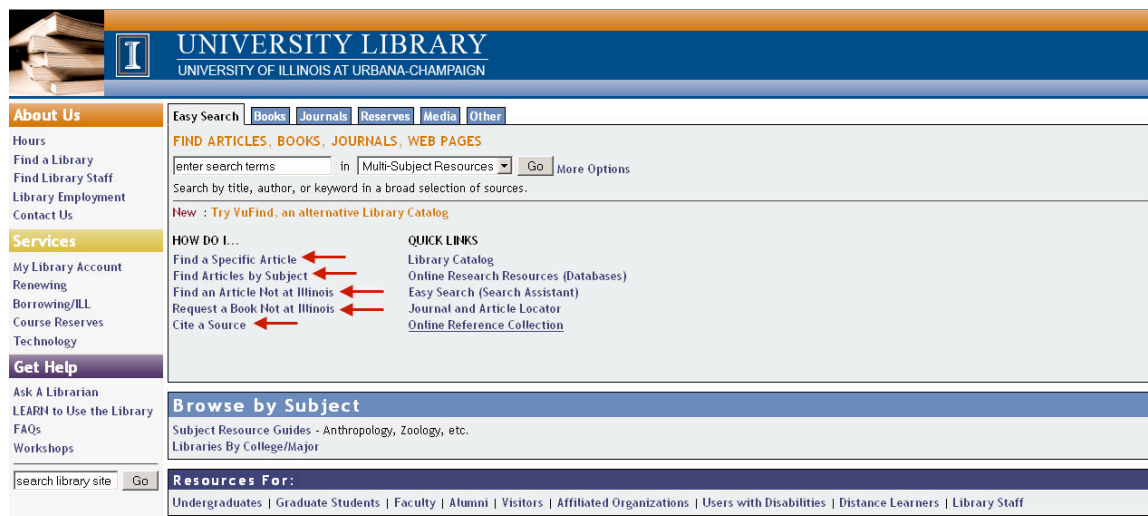 I
UNIVERSITY LIBRARY
UNIVERSITY OF ILLINOIS AT URBANA-CHAMPAIGN
About Us
Hours
Find a Library
Find Library Staff
Library Employment
Contact Us
Services
My Library Account
Renewing
Borrowing/ILL
Course Reserves
Technology
Get Help
Ask A Librarian
LEARN to Use the Library
FAQs
Workshops
search library site Go
Easy Search Books Journals Reserves Media Other
FIND ARTICLES, BOOKS, JOURNALS, WEB PAGES
enter search terms in Multi-Subject Resources Go More Options
Search by title, author, or keyword in a broad selection of sources.
New : Try VuFind, an alternative Library Catalog
HOW DO I...
Find a Specific Article
Find Articles by Subject
Find an Article Not at Illinois
Request a Book Not at Illinois
Cite a Source
QUICK LINKS
Library Catalog
Online Research Resources (Databases)
Easy Search (Search Assistant)
Journal and Article Locator
Online Reference Collection
Browse by Subject
Subject Resource Guides - Anthropology, Zoology, etc.
Libraries By College/Major
Resources For:
Undergraduates | Graduate Students | Faculty | Alumni | Visitors | Affiliated Organizations | Users with Disabilities | Distance Learners | Library Staff